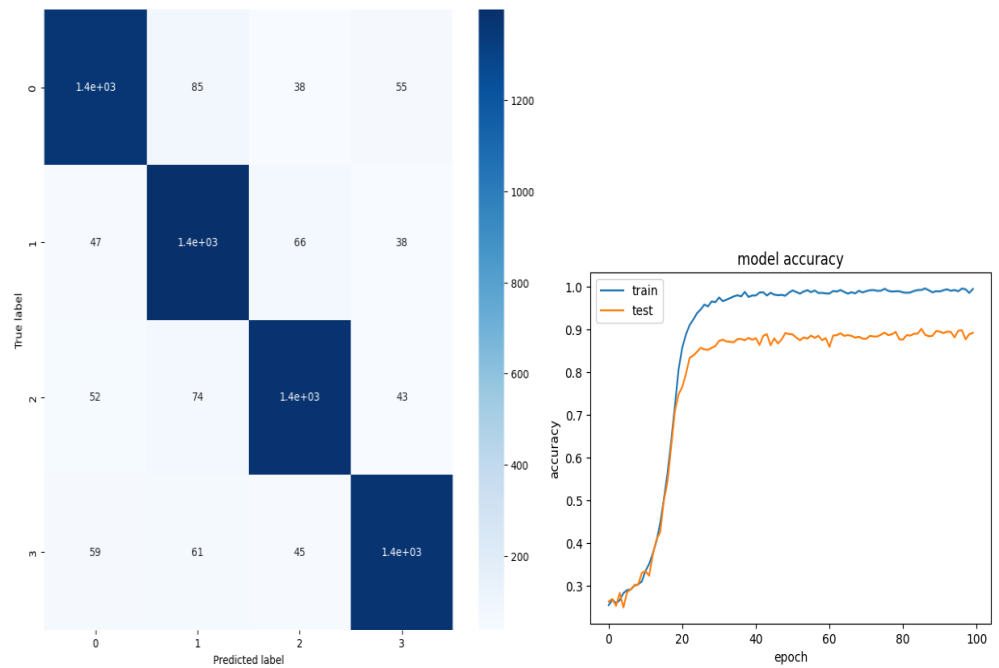 0 1.4e+03 85 38 55
1 47 1.4e+03 66 38
2 52 74 1.4e+03 43
3 59 61 45 1.4e+03
True label
0 1 2 3
Predicted label
1200
1000
800
600
400
200
model accuracy
train
test
1.0
0.9
0.8
0.7
0.6
0.5
0.4
0.3
accuracy
0 20 40 60 80 100
epoch